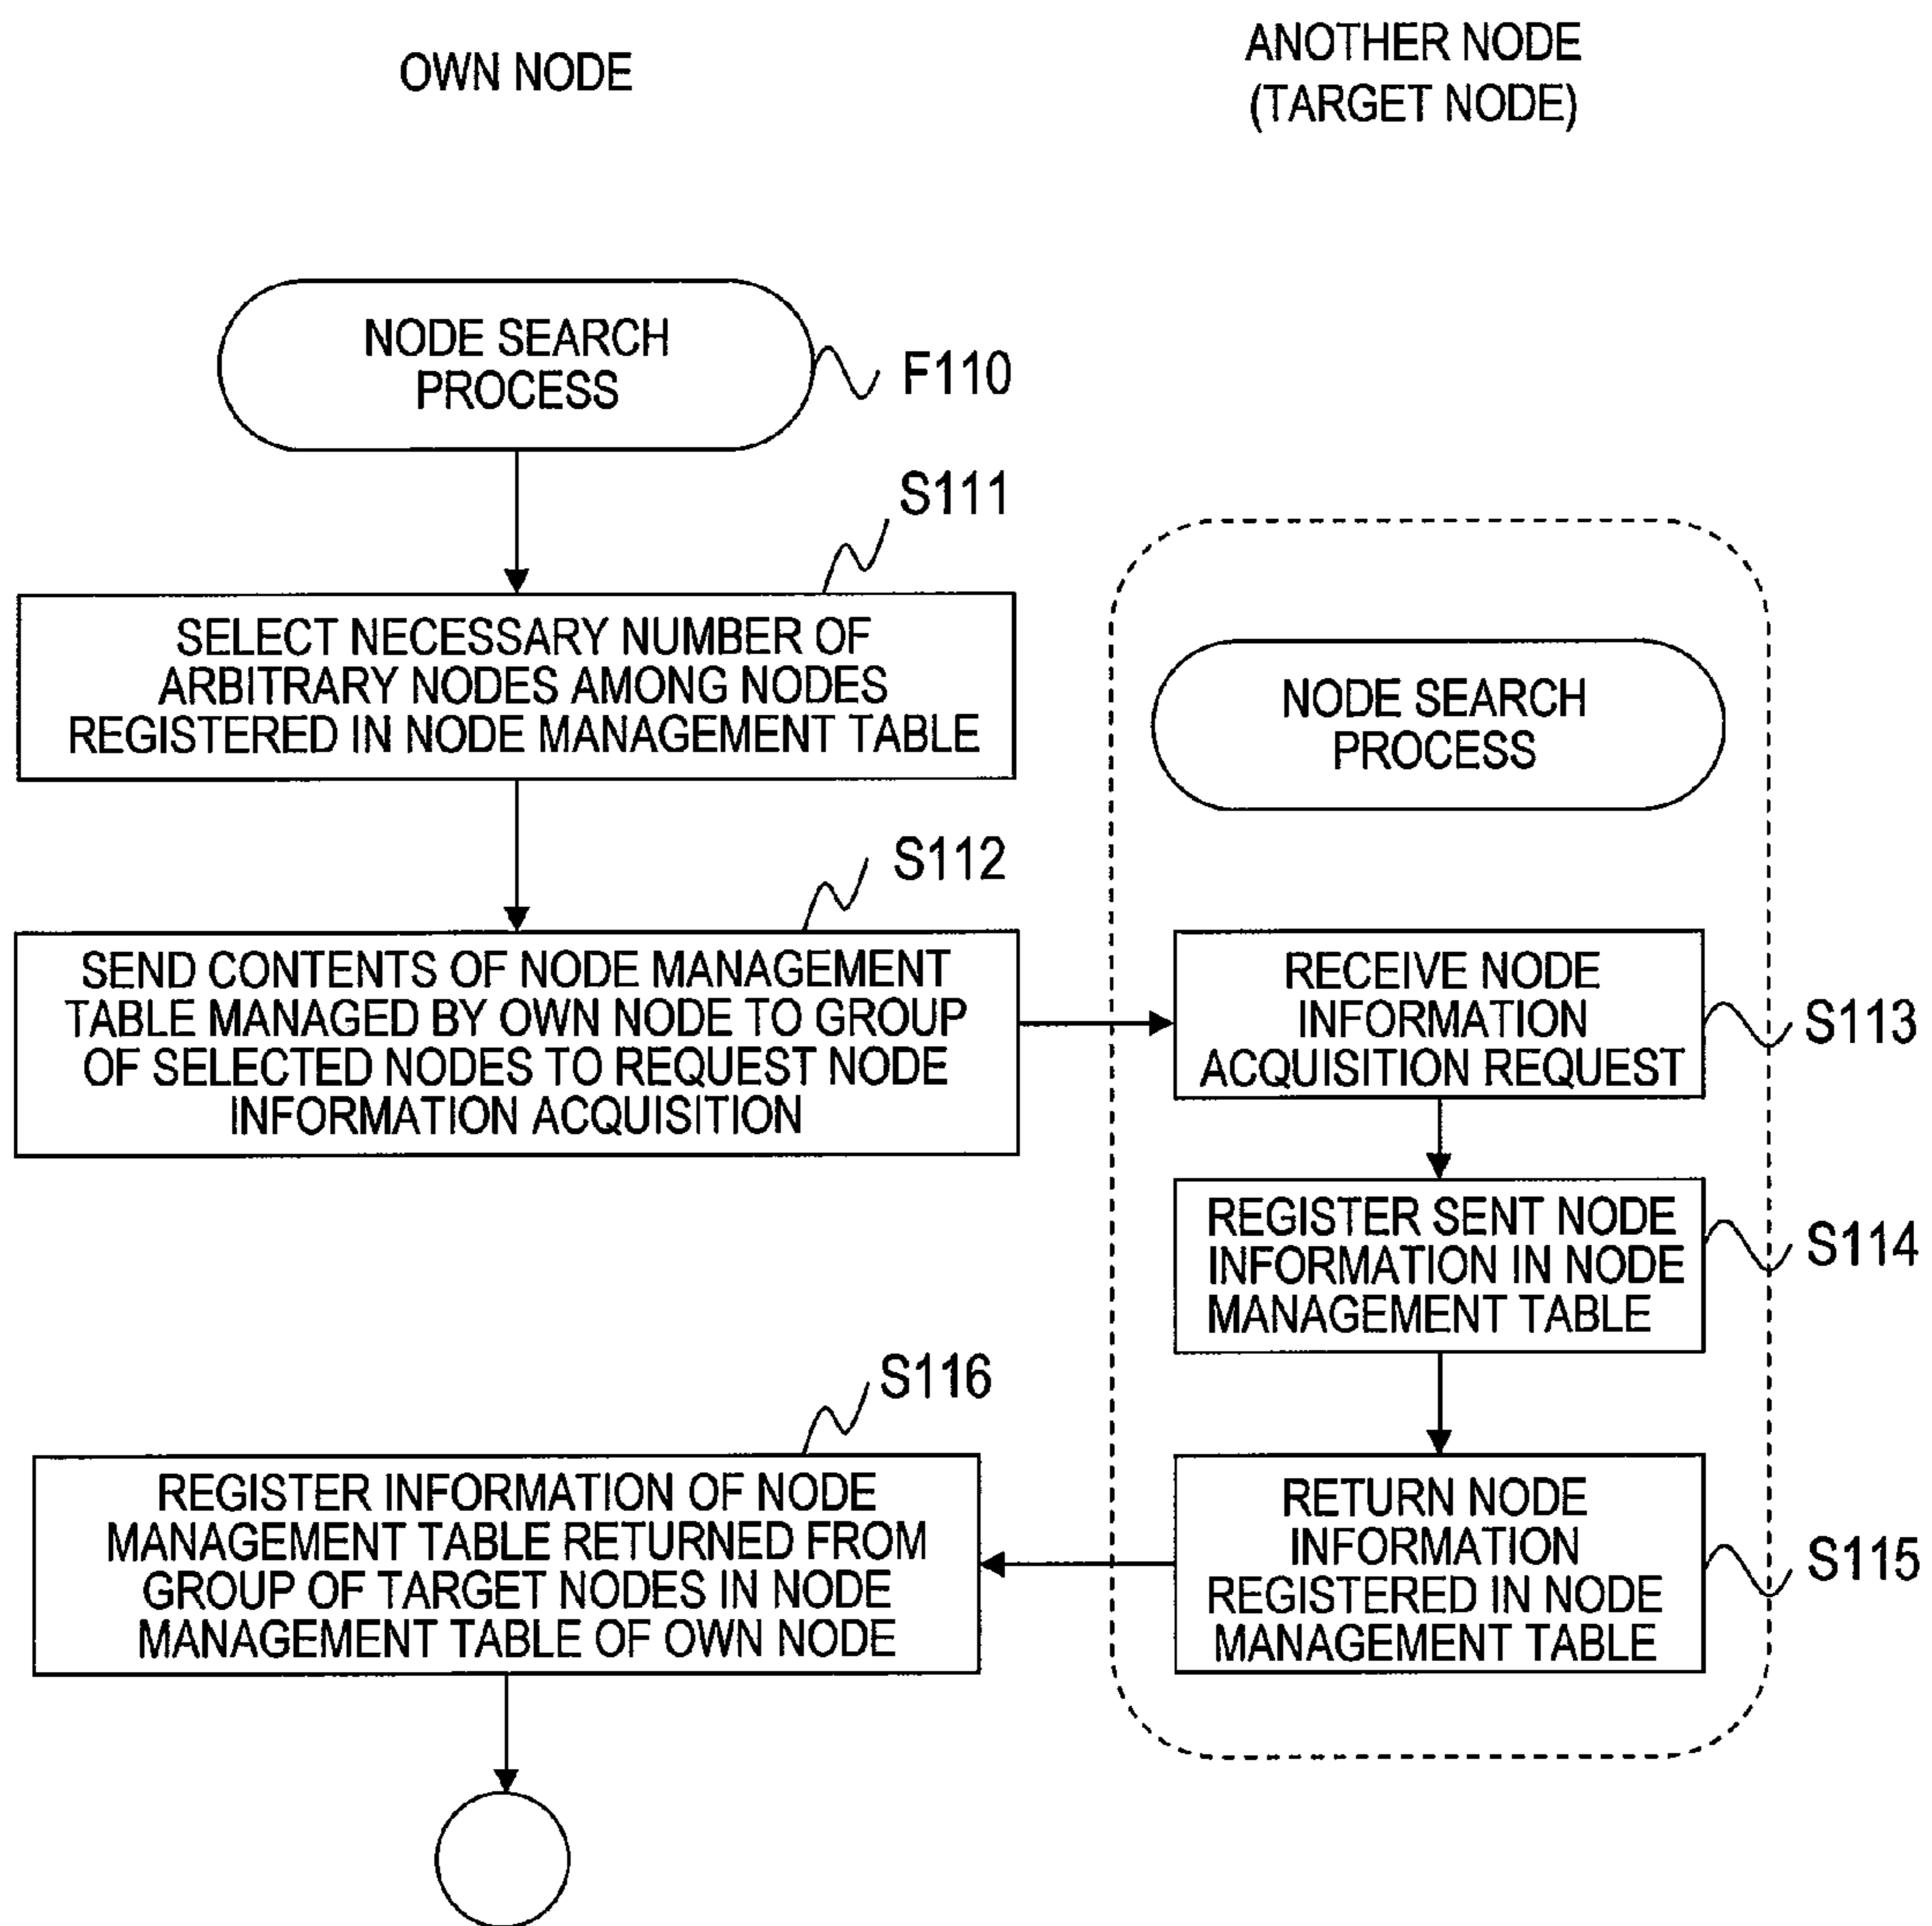 OWN NODE
ANOTHER NODE
(TARGET NODE)
NODE SEARCH
PROCESS
F110
S111
SELECT NECESSARY NUMBER OF
ARBITRARY NODES AMONG NODES
REGISTERED IN NODE MANAGEMENT TABLE
NODE SEARCH
PROCESS
S112
SEND CONTENTS OF NODE MANAGEMENT
TABLE MANAGED BY OWN NODE TO GROUP
OF SELECTED NODES TO REQUEST NODE
INFORMATION ACQUISITION
RECEIVE NODE
INFORMATION
ACQUISITION REQUEST
S113
REGISTER SENT NODE
INFORMATION IN NODE
MANAGEMENT TABLE
S114
S116
REGISTER INFORMATION OF NODE
MANAGEMENT TABLE RETURNED FROM
GROUP OF TARGET NODES IN NODE
MANAGEMENT TABLE OF OWN NODE
RETURN NODE
INFORMATION
REGISTERED IN NODE
MANAGEMENT TABLE
S115